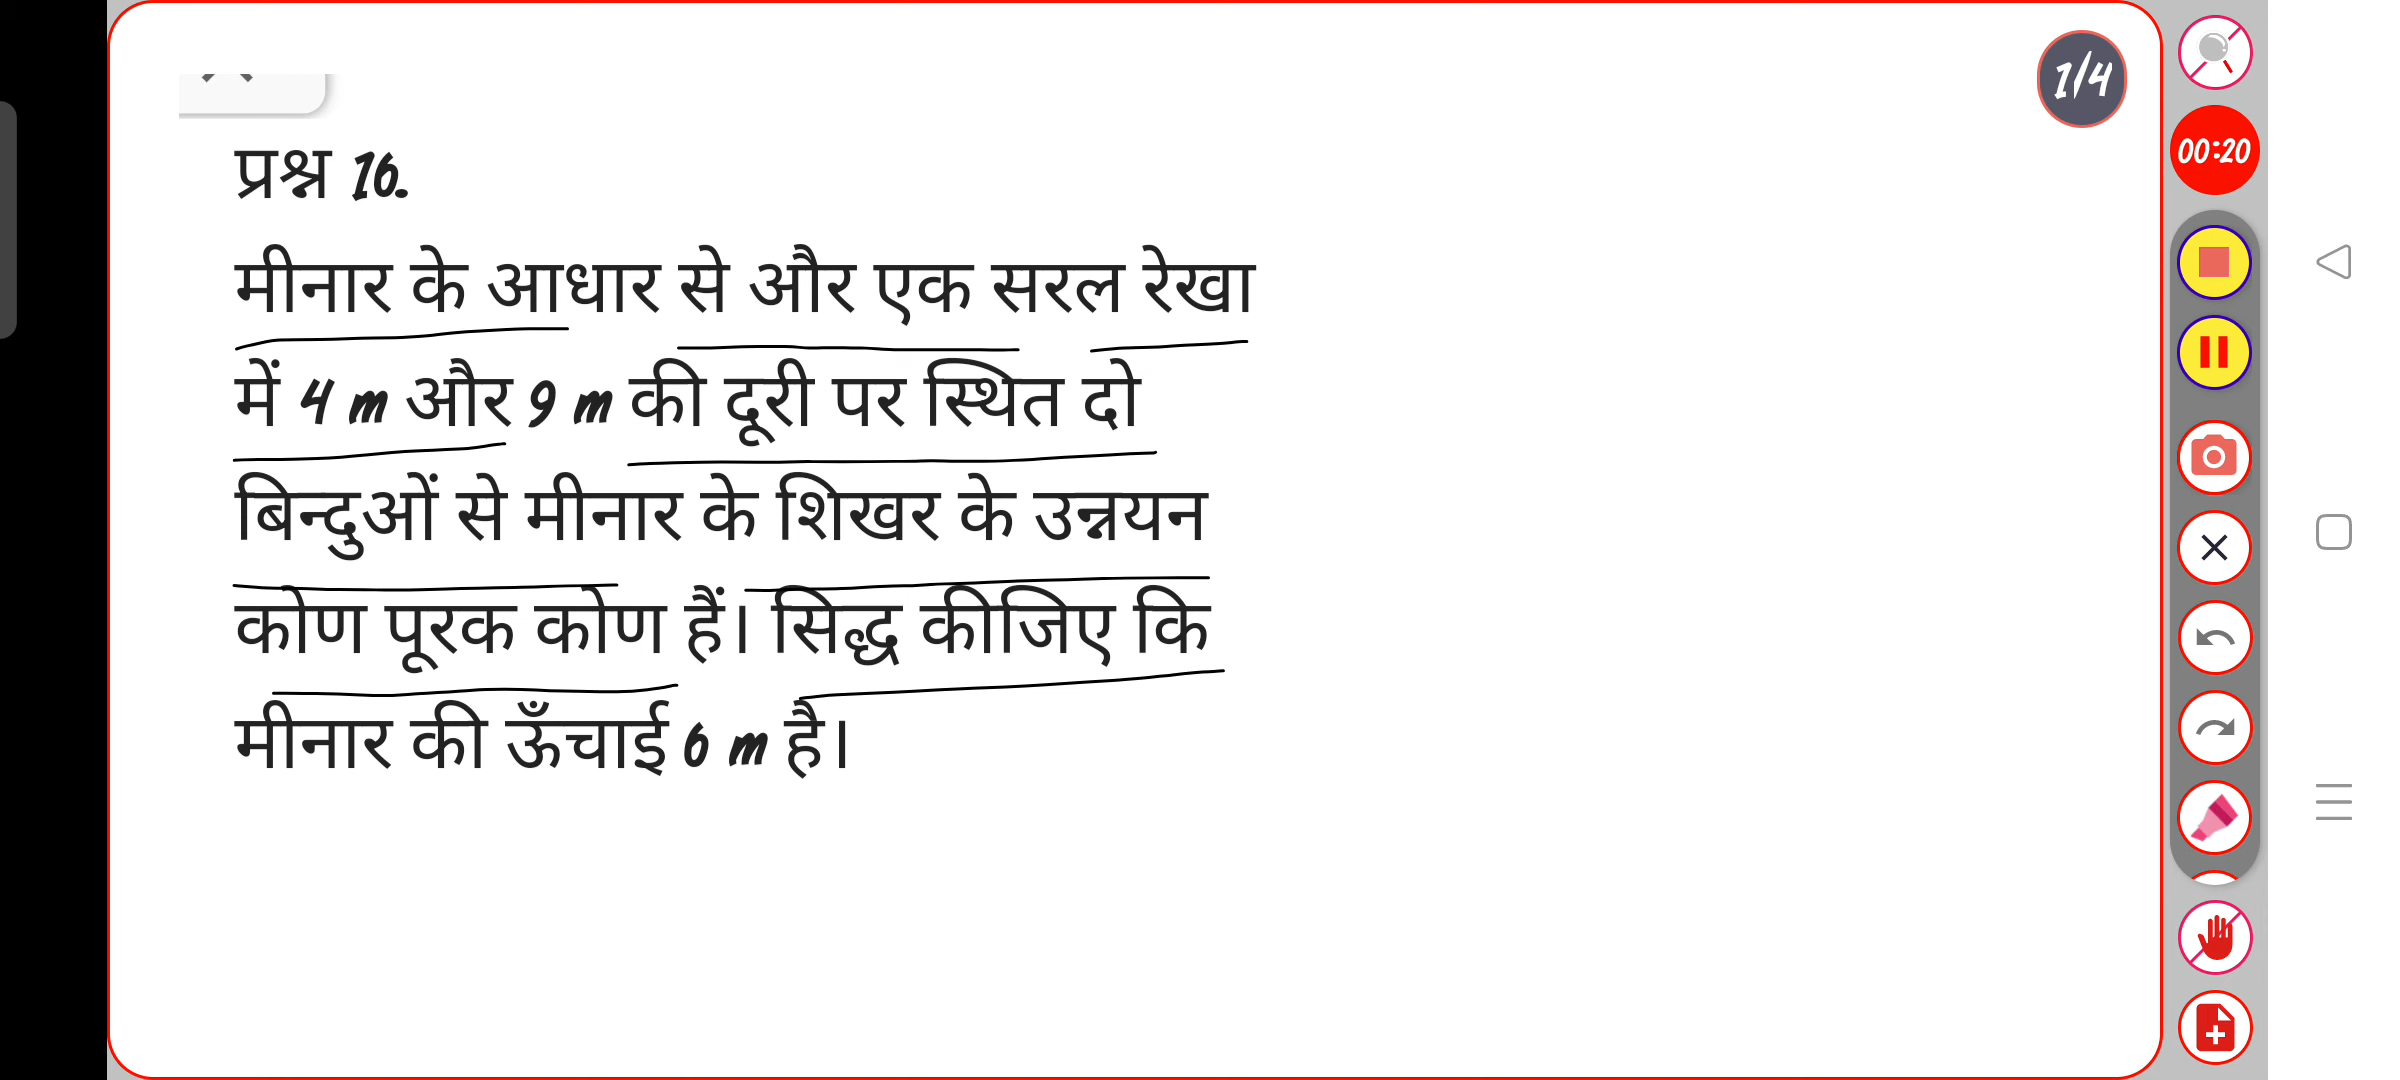 1/4
00:20
प्रश्न 16.
मीनार के आधार से और एक सरल रेखा
में 4 m और 9 m की दूरी पर स्थित दो
बिन्दुओं से मीनार के शिखर के उन्नयन
कोण पूरक कोण हैं। सिद्ध कीजिए कि
मीनार की ऊँचाई 6 m है।